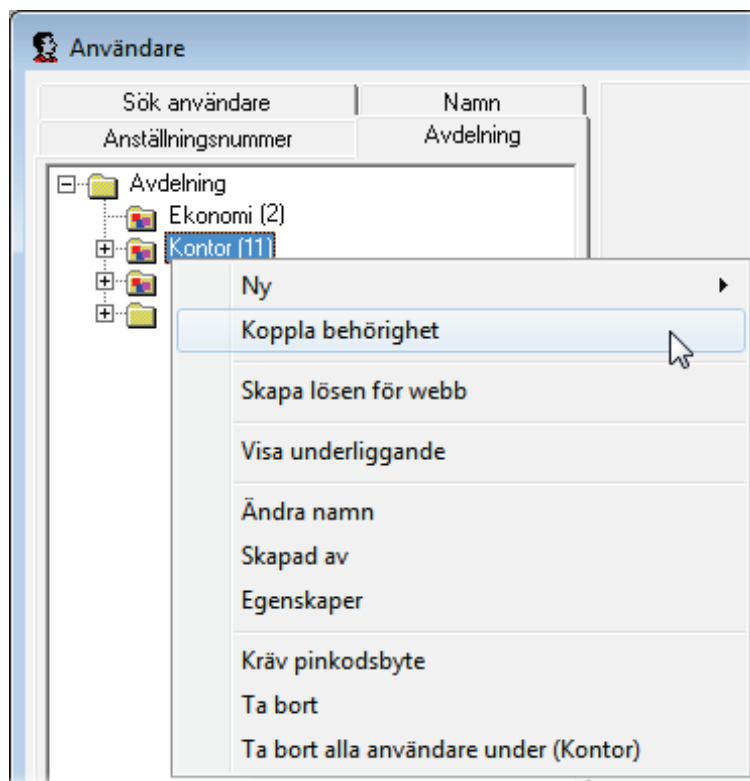 Användare
Sök användare Namn
Anställningsnummer Avdelning
Avdelning
Ekonomi (2)
Kontor (11)
Ny
Koppla behörighet
Skapa lösen för webb
Visa underliggande
Ändra namn
Skapad av
Egenskaper
Kräv pinkodsbyte
Ta bort
Ta bort alla användare under (Kontor)